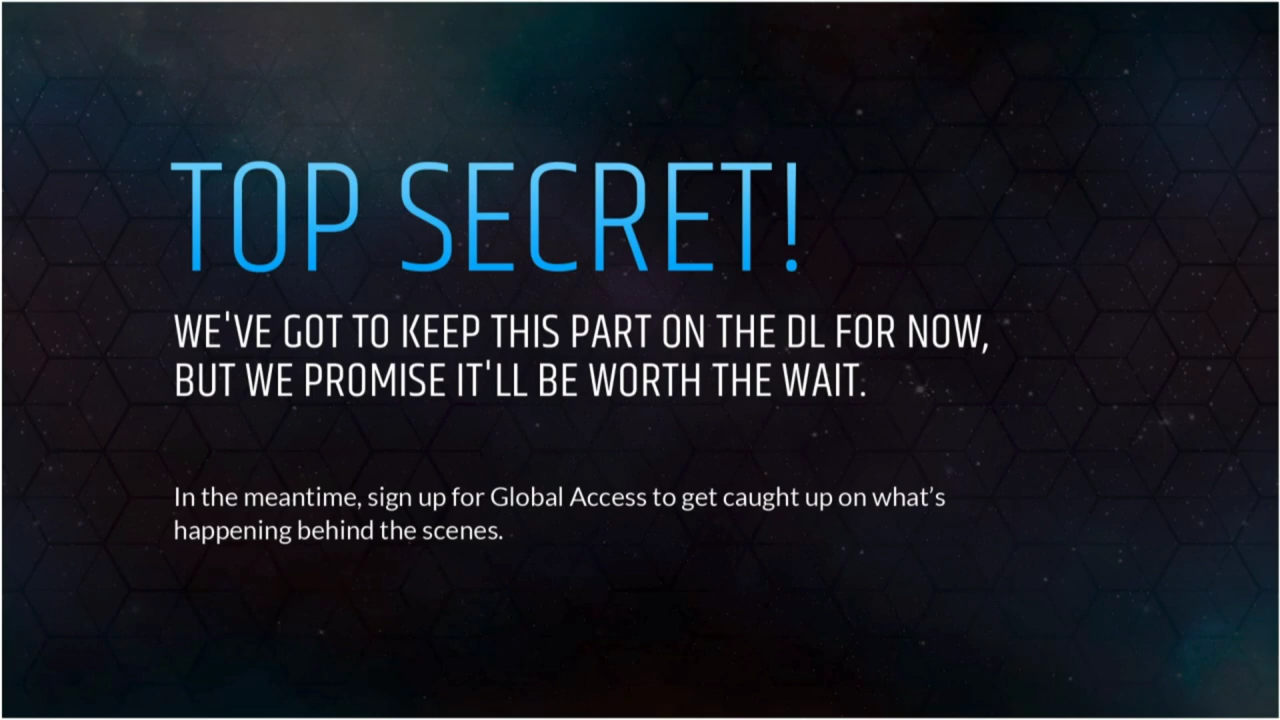 TOP SECRET!
WE'VE GOT TO KEEP THIS PART ON THE DL FOR NOW,
BUT WE PROMISE IT'LL BE WORTH THE WAIT.
In the meantime, sign up for Global Access to get caught up on what’s
happening behind the scenes.